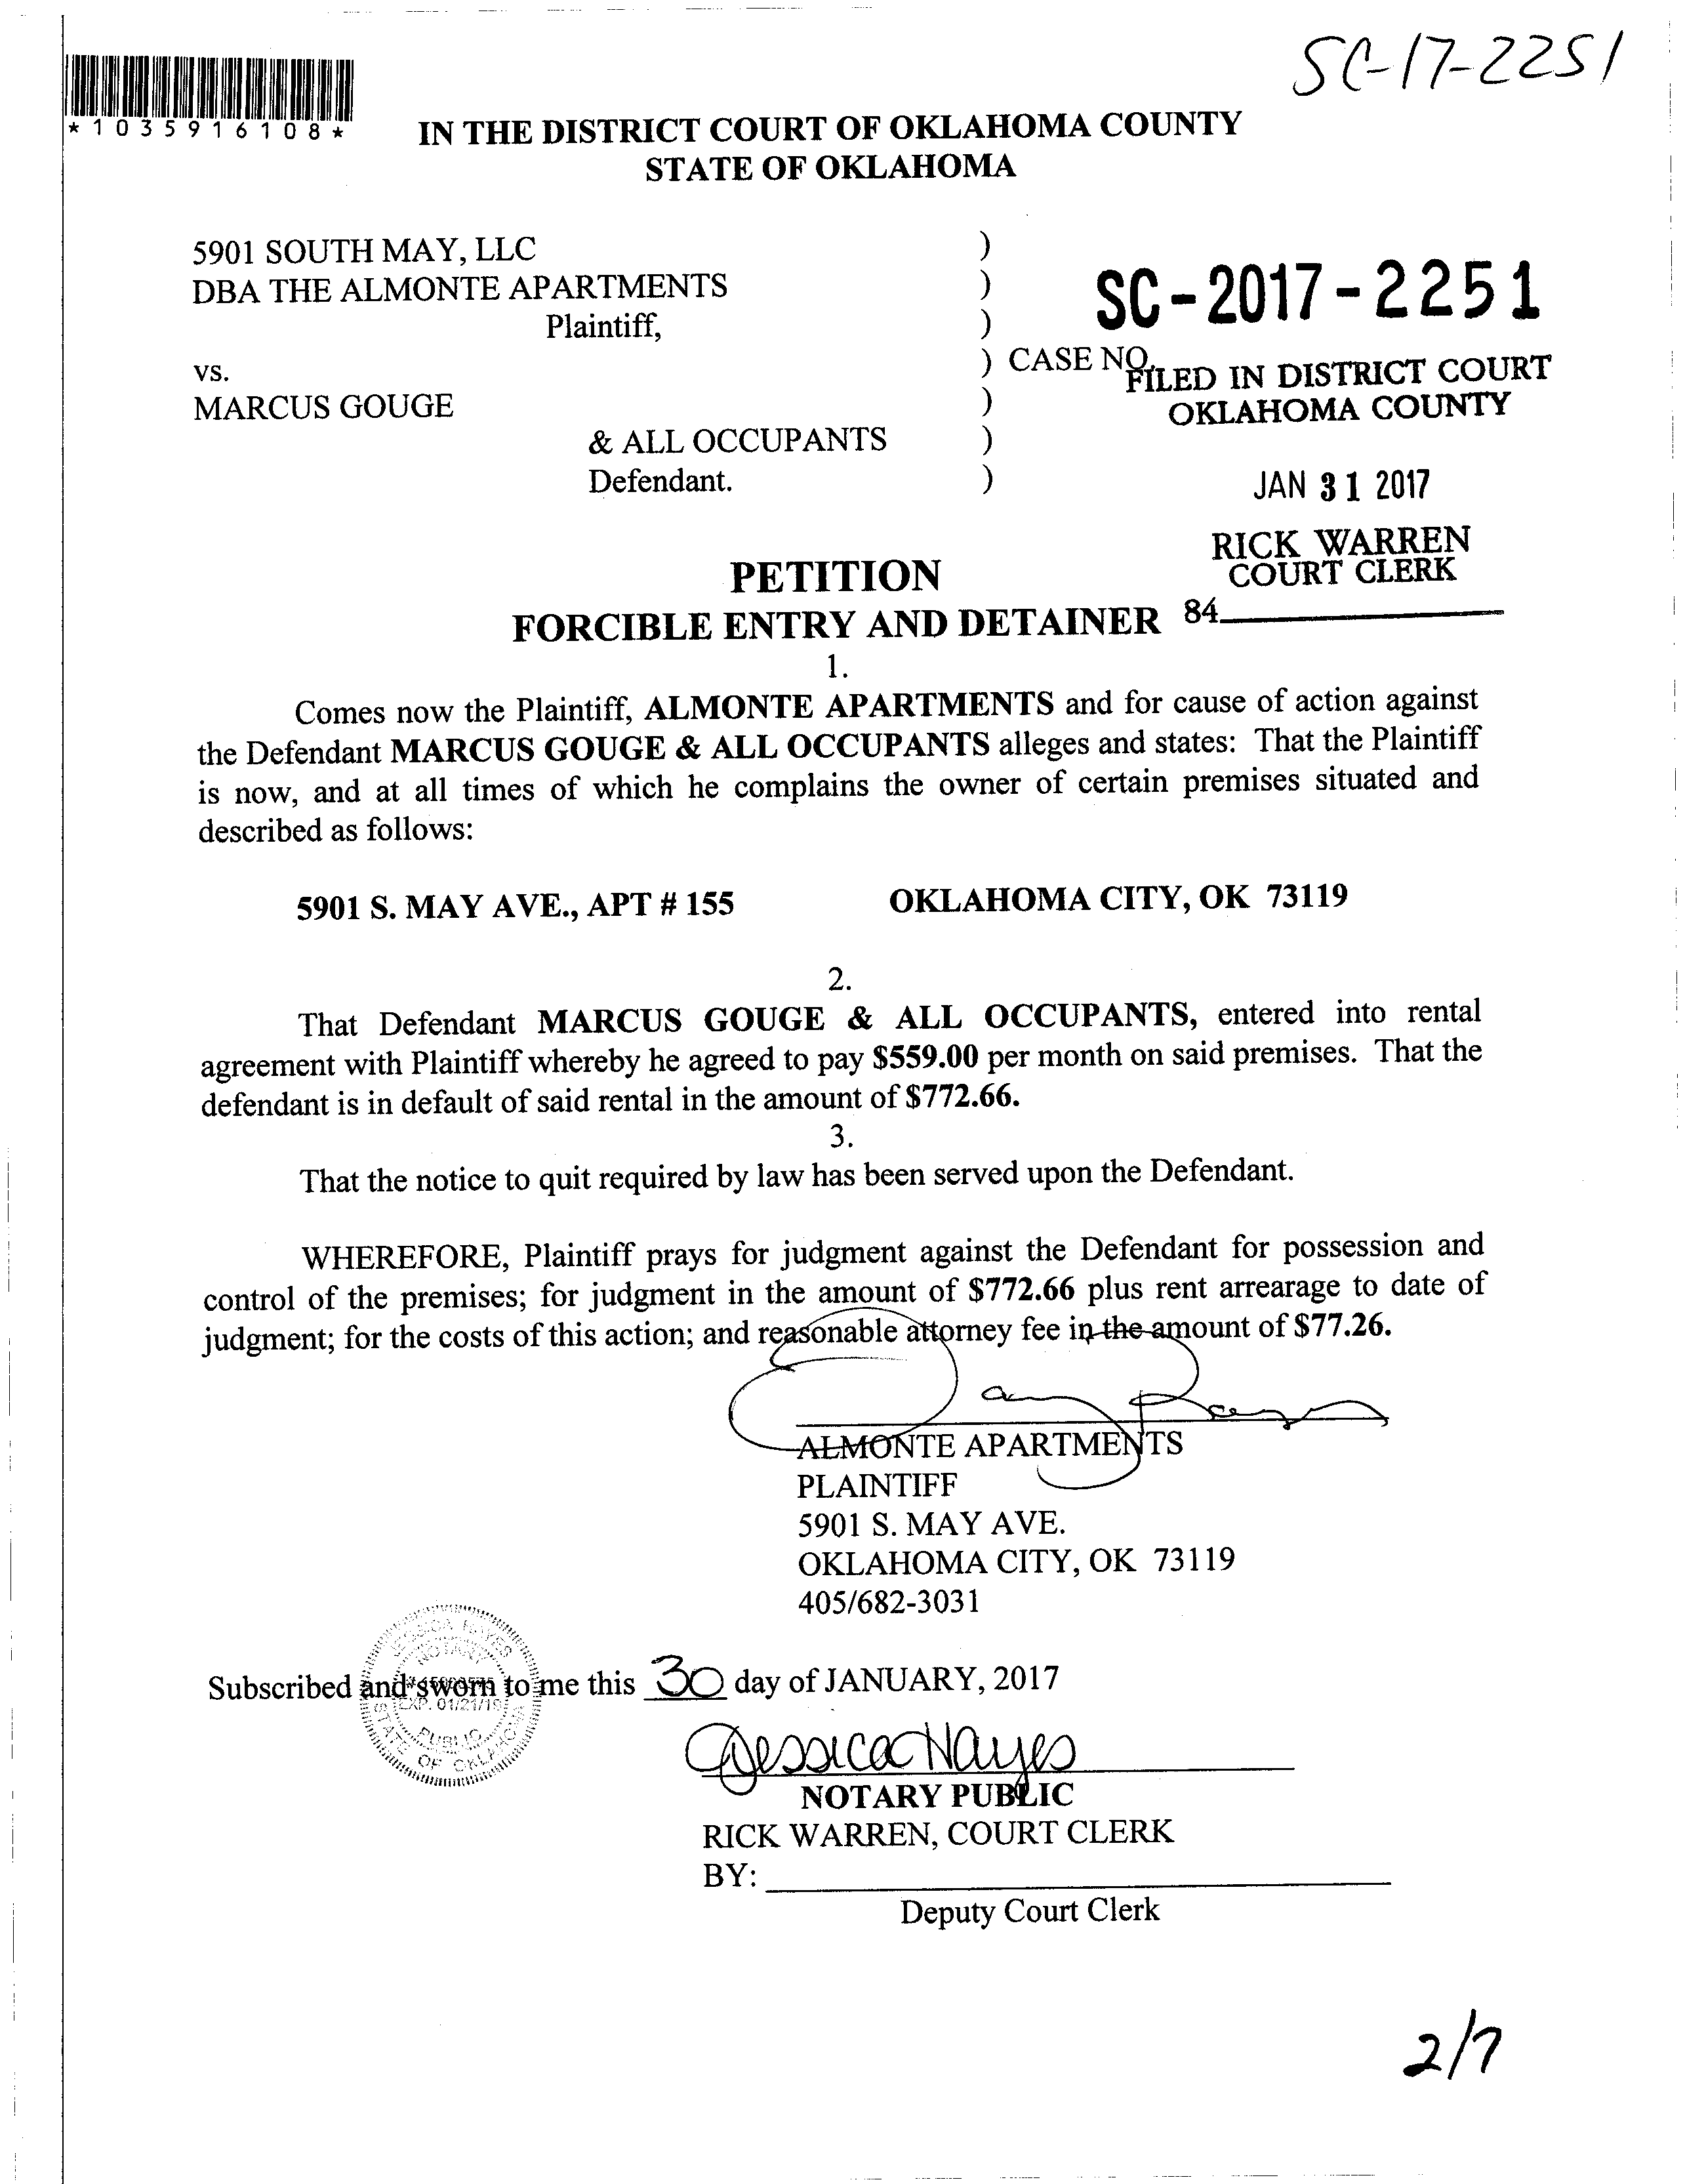 SC-17-2251
*1035916108*
IN THE DISTRICT COURT OF OKLAHOMA COUNTY
STATE OF OKLAHOMA
5901 SOUTH MAY, LLC )
DBA THE ALMONTE APARTMENTS )
Plaintiff, )
SC-2017-2251
vs. ) CASE NO.
MARCUS GOUGE )
& ALL OCCUPANTS )
Defendant. )
FILED IN DISTRICT COURT
OKLAHOMA COUNTY
JAN 31 2017
RICK WARREN
COURT CLERK
84
PETITION
FORCIBLE ENTRY AND DETAINER
1.
Comes now the Plaintiff, ALMONTE APARTMENTS and for cause of action against
the Defendant MARCUS GOUGE & ALL OCCUPANTS alleges and states: That the Plaintiff
is now, and at all times of which he complains the owner of certain premises situated and
described as follows:
5901 S. MAY AVE., APT # 155 OKLAHOMA CITY, OK 73119
2.
That Defendant MARCUS GOUGE & ALL OCCUPANTS, entered into rental
agreement with Plaintiff whereby he agreed to pay $559.00 per month on said premises. That the
defendant is in default of said rental in the amount of $772.66.
3.
That the notice to quit required by law has been served upon the Defendant.
WHEREFORE, Plaintiff prays for judgment against the Defendant for possession and
control of the premises; for judgment in the amount of $772.66 plus rent arrearage to date of
judgment; for the costs of this action; and reasonable attorney fee in the amount of $77.26.
ALMONTE APARTMENTS
PLAINTIFF
5901 S. MAY AVE.
OKLAHOMA CITY, OK 73119
405/682-3031
Subscribed and sworn to me this 30 day of JANUARY, 2017
JESSICA HAYES
NOTARY
EXP. 01/21/19
PUBLIC
STATE OF OKLAHOMA
Jessica Hayes
NOTARY PUBLIC
RICK WARREN, COURT CLERK
BY:
Deputy Court Clerk
2/7